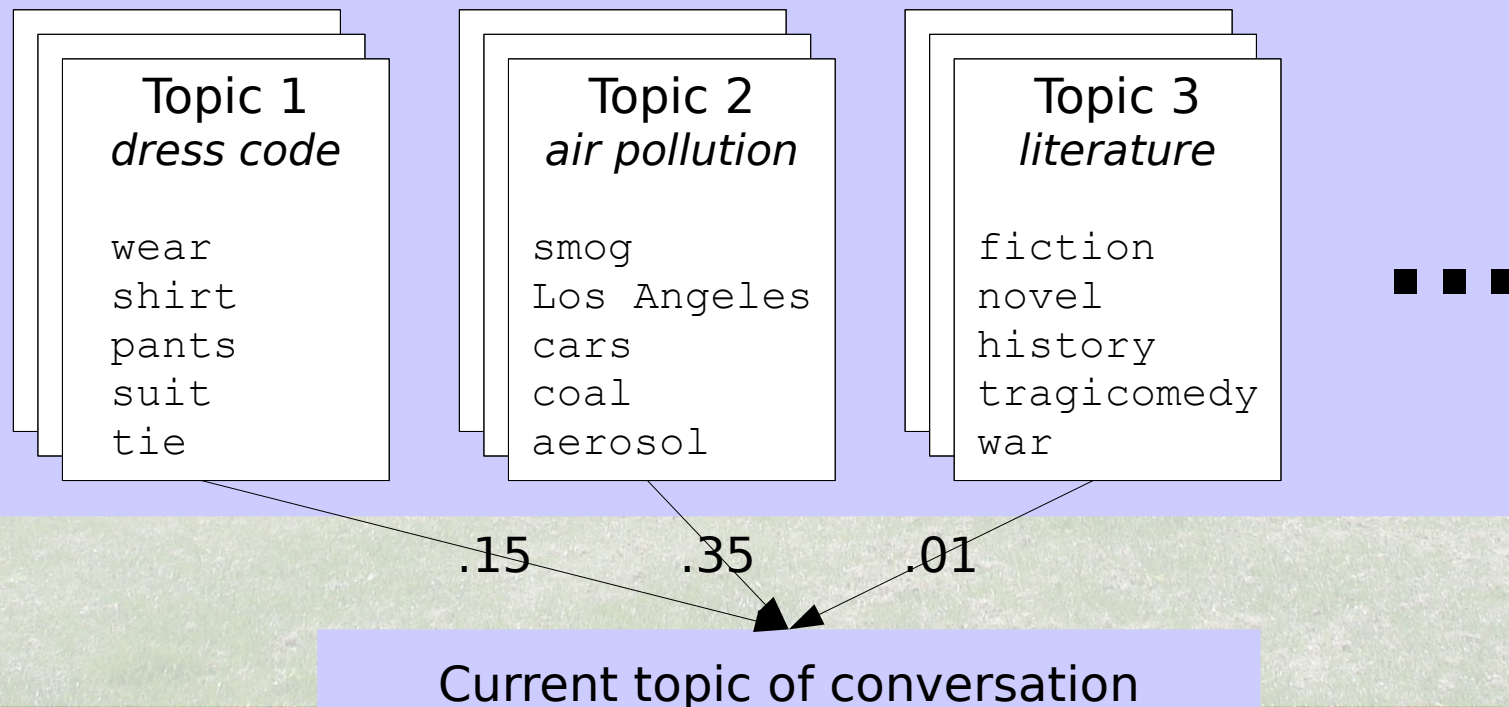 Topic 1
dress code
wear
shirt
pants
suit
tie
Topic 2
air pollution
smog
Los Angeles
cars
coal
aerosol
Topic 3
literature
fiction
novel
history
tragicomedy
war
.15
.35
.01
Current topic of conversation